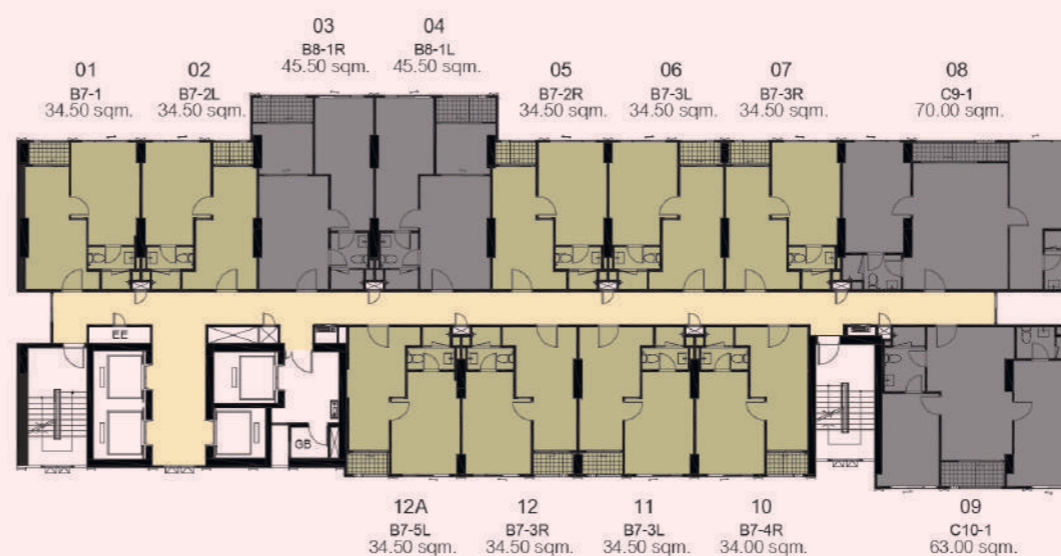 03
B8-1R
45.50 sqm.
04
B8-1L
45.50 sqm.
01
B7-1
34.50 sqm.
02
B7-2L
34.50 sqm.
05
B7-2R
34.50 sqm.
06
B7-3L
34.50 sqm.
07
B7-3R
34.50 sqm.
08
C9-1
70.00 sqm.
EE
GB
12A
B7-5L
34.50 sqm.
12
B7-3R
34.50 sqm.
11
B7-3L
34.50 sqm.
10
B7-4R
34.00 sqm.
09
C10-1
63.00 sqm.